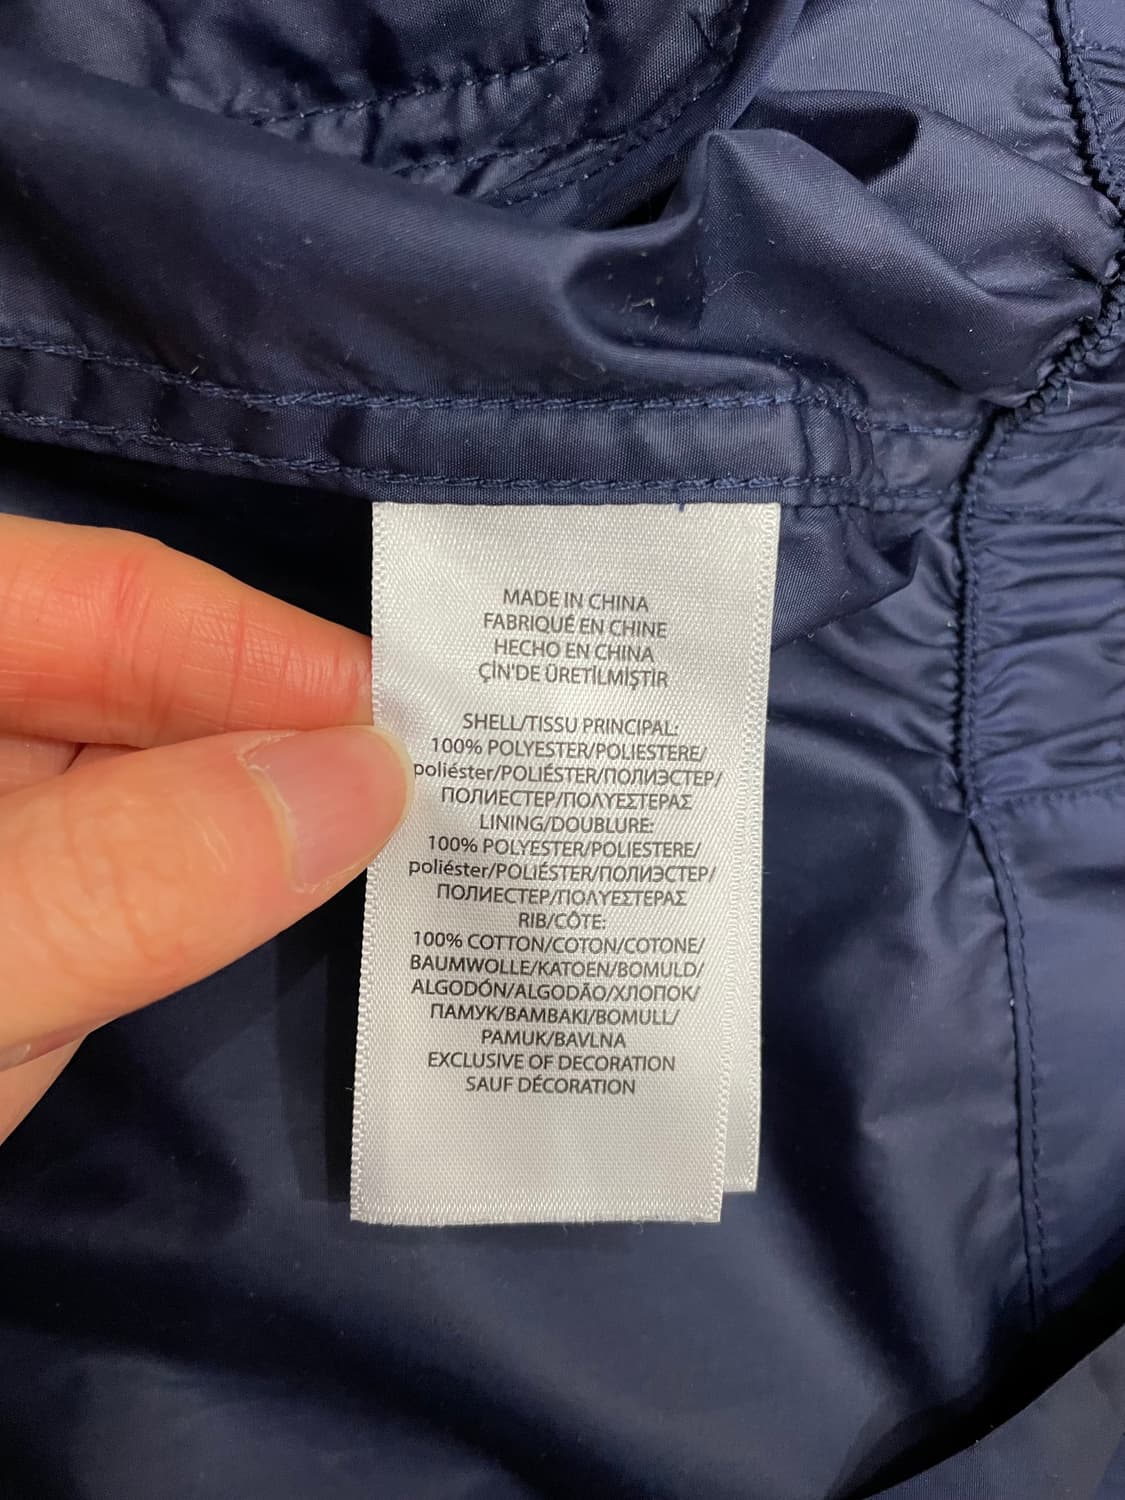 MADE IN CHINA
FABRIQUÉ EN CHINE
HECHO EN CHINA
ÇİN'DE ÜRETİLMİŞTİR
SHELL/TISSU PRINCIPAL:
100% POLYESTER/POLIESTERE/
poliéster/POLIÉSTER/ПОЛИЭСТЕР/
ПОЛИЕСТЕР/ΠΟΛΥΕΣΤΕΡΑΣ
LINING/DOUBLURE:
100% POLYESTER/POLIESTERE/
poliéster/POLIÉSTER/ПОЛИЭСТЕР/
ПОЛИЕСТЕР/ΠΟΛΥΕΣΤΕΡΑΣ
RIB/CÔTE:
100% COTTON/COTON/COTONE/
BAUMWOLLE/KATOEN/BOMULD/
ALGODÓN/ALGODÃO/ХЛОПОК/
ПАМУК/ΒΑΜΒΑΚΙ/BOMULL/
PAMUK/BAVLNA
EXCLUSIVE OF DECORATION
SAUF DÉCORATION